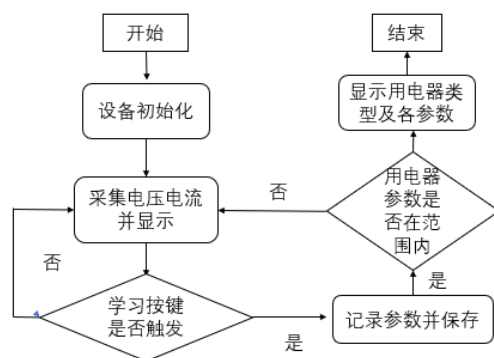 开始
设备初始化
采集电压电流
并显示
否
学习按键
是否触发
是
记录参数并保存
是
用电器
参数是
否在范
围内
否
显示用电器类
型及各参数
结束